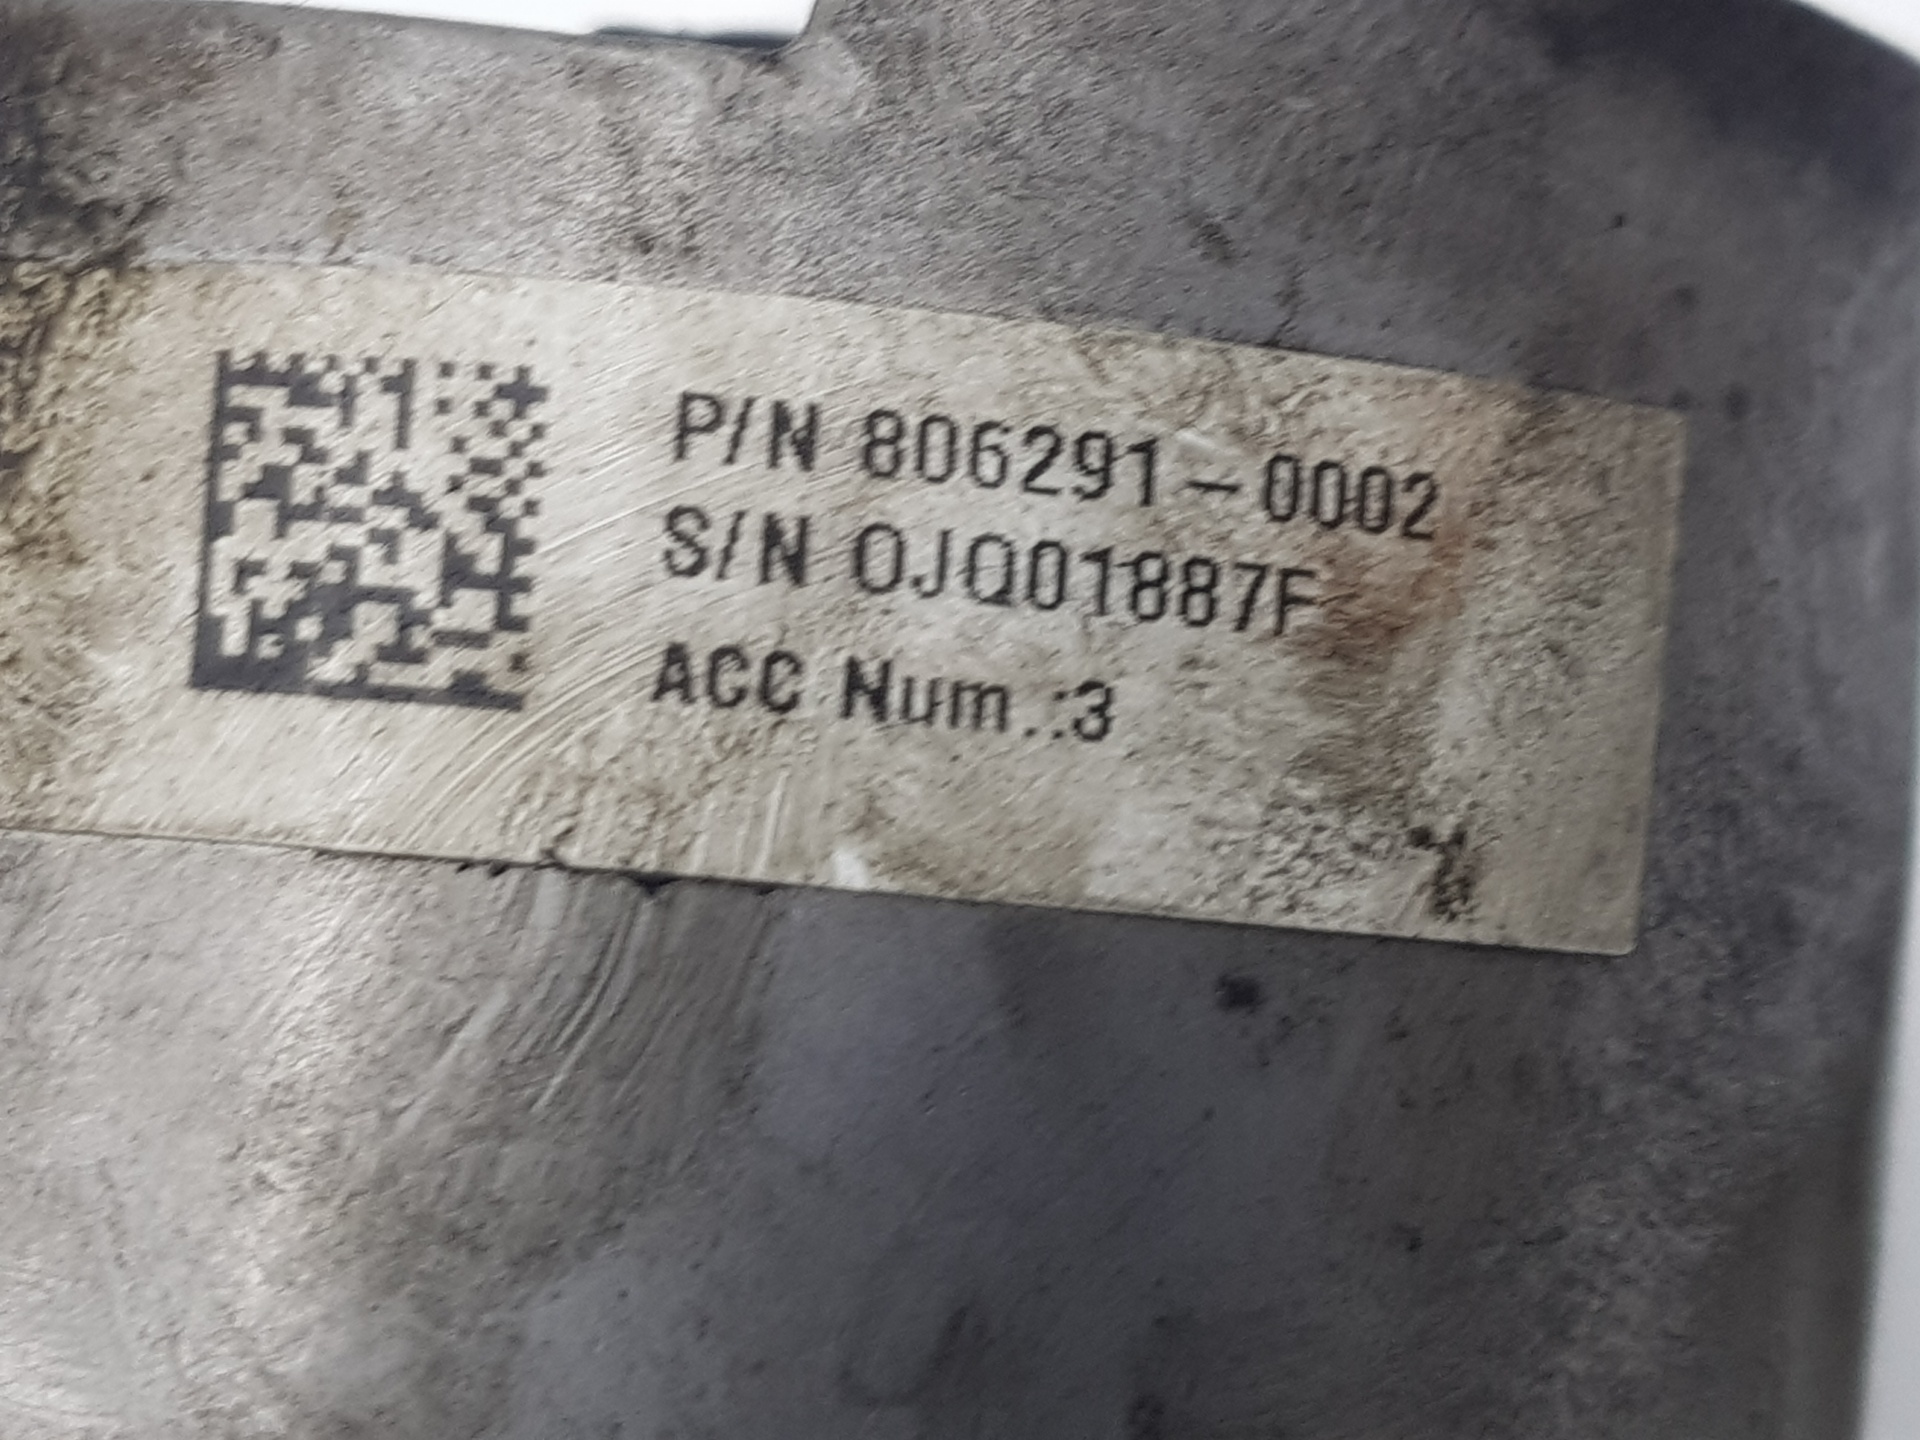 P/N 806291-0002
S/N 0JQ01887F
ACC Num.:3